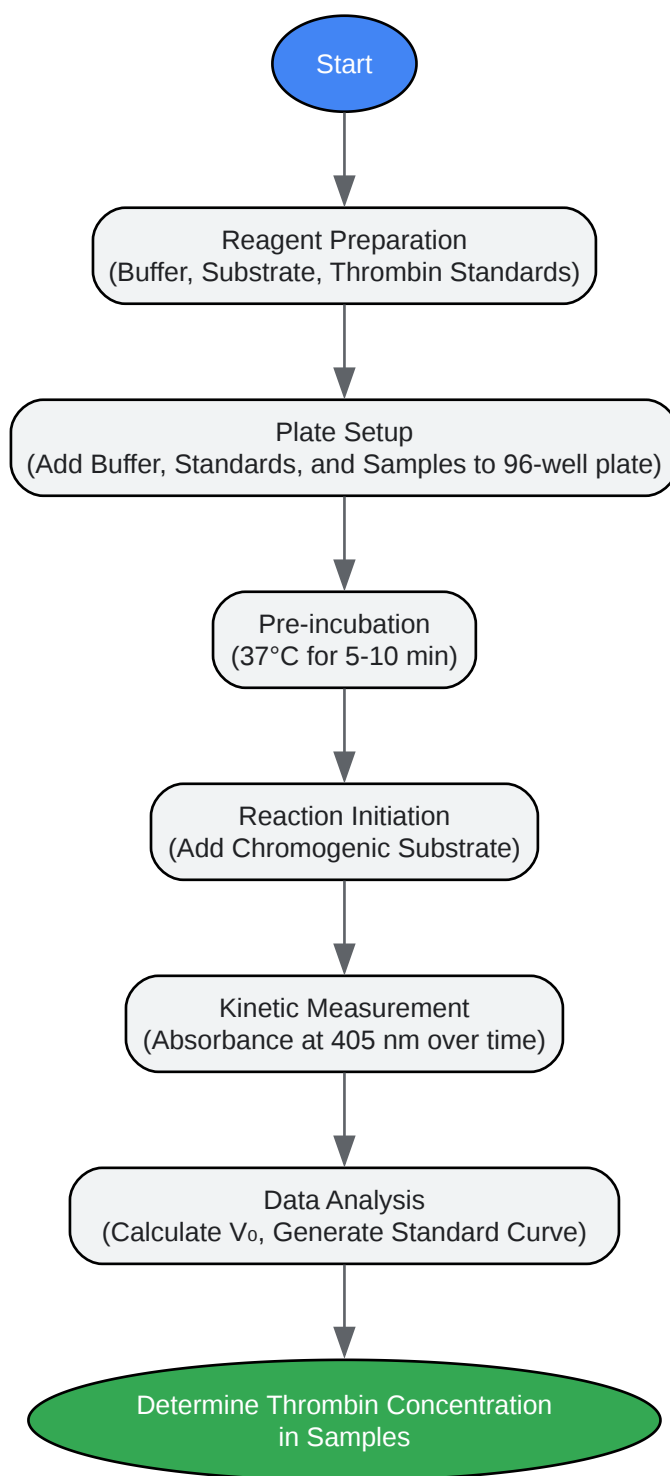 Start
Reagent Preparation
(Buffer, Substrate, Thrombin Standards)
Plate Setup
(Add Buffer, Standards, and Samples to 96-well plate)
Pre-incubation
(37°C for 5-10 min)
Reaction Initiation
(Add Chromogenic Substrate)
Kinetic Measurement
(Absorbance at 405 nm over time)
Data Analysis
(Calculate V₀, Generate Standard Curve)
Determine Thrombin Concentration
in Samples